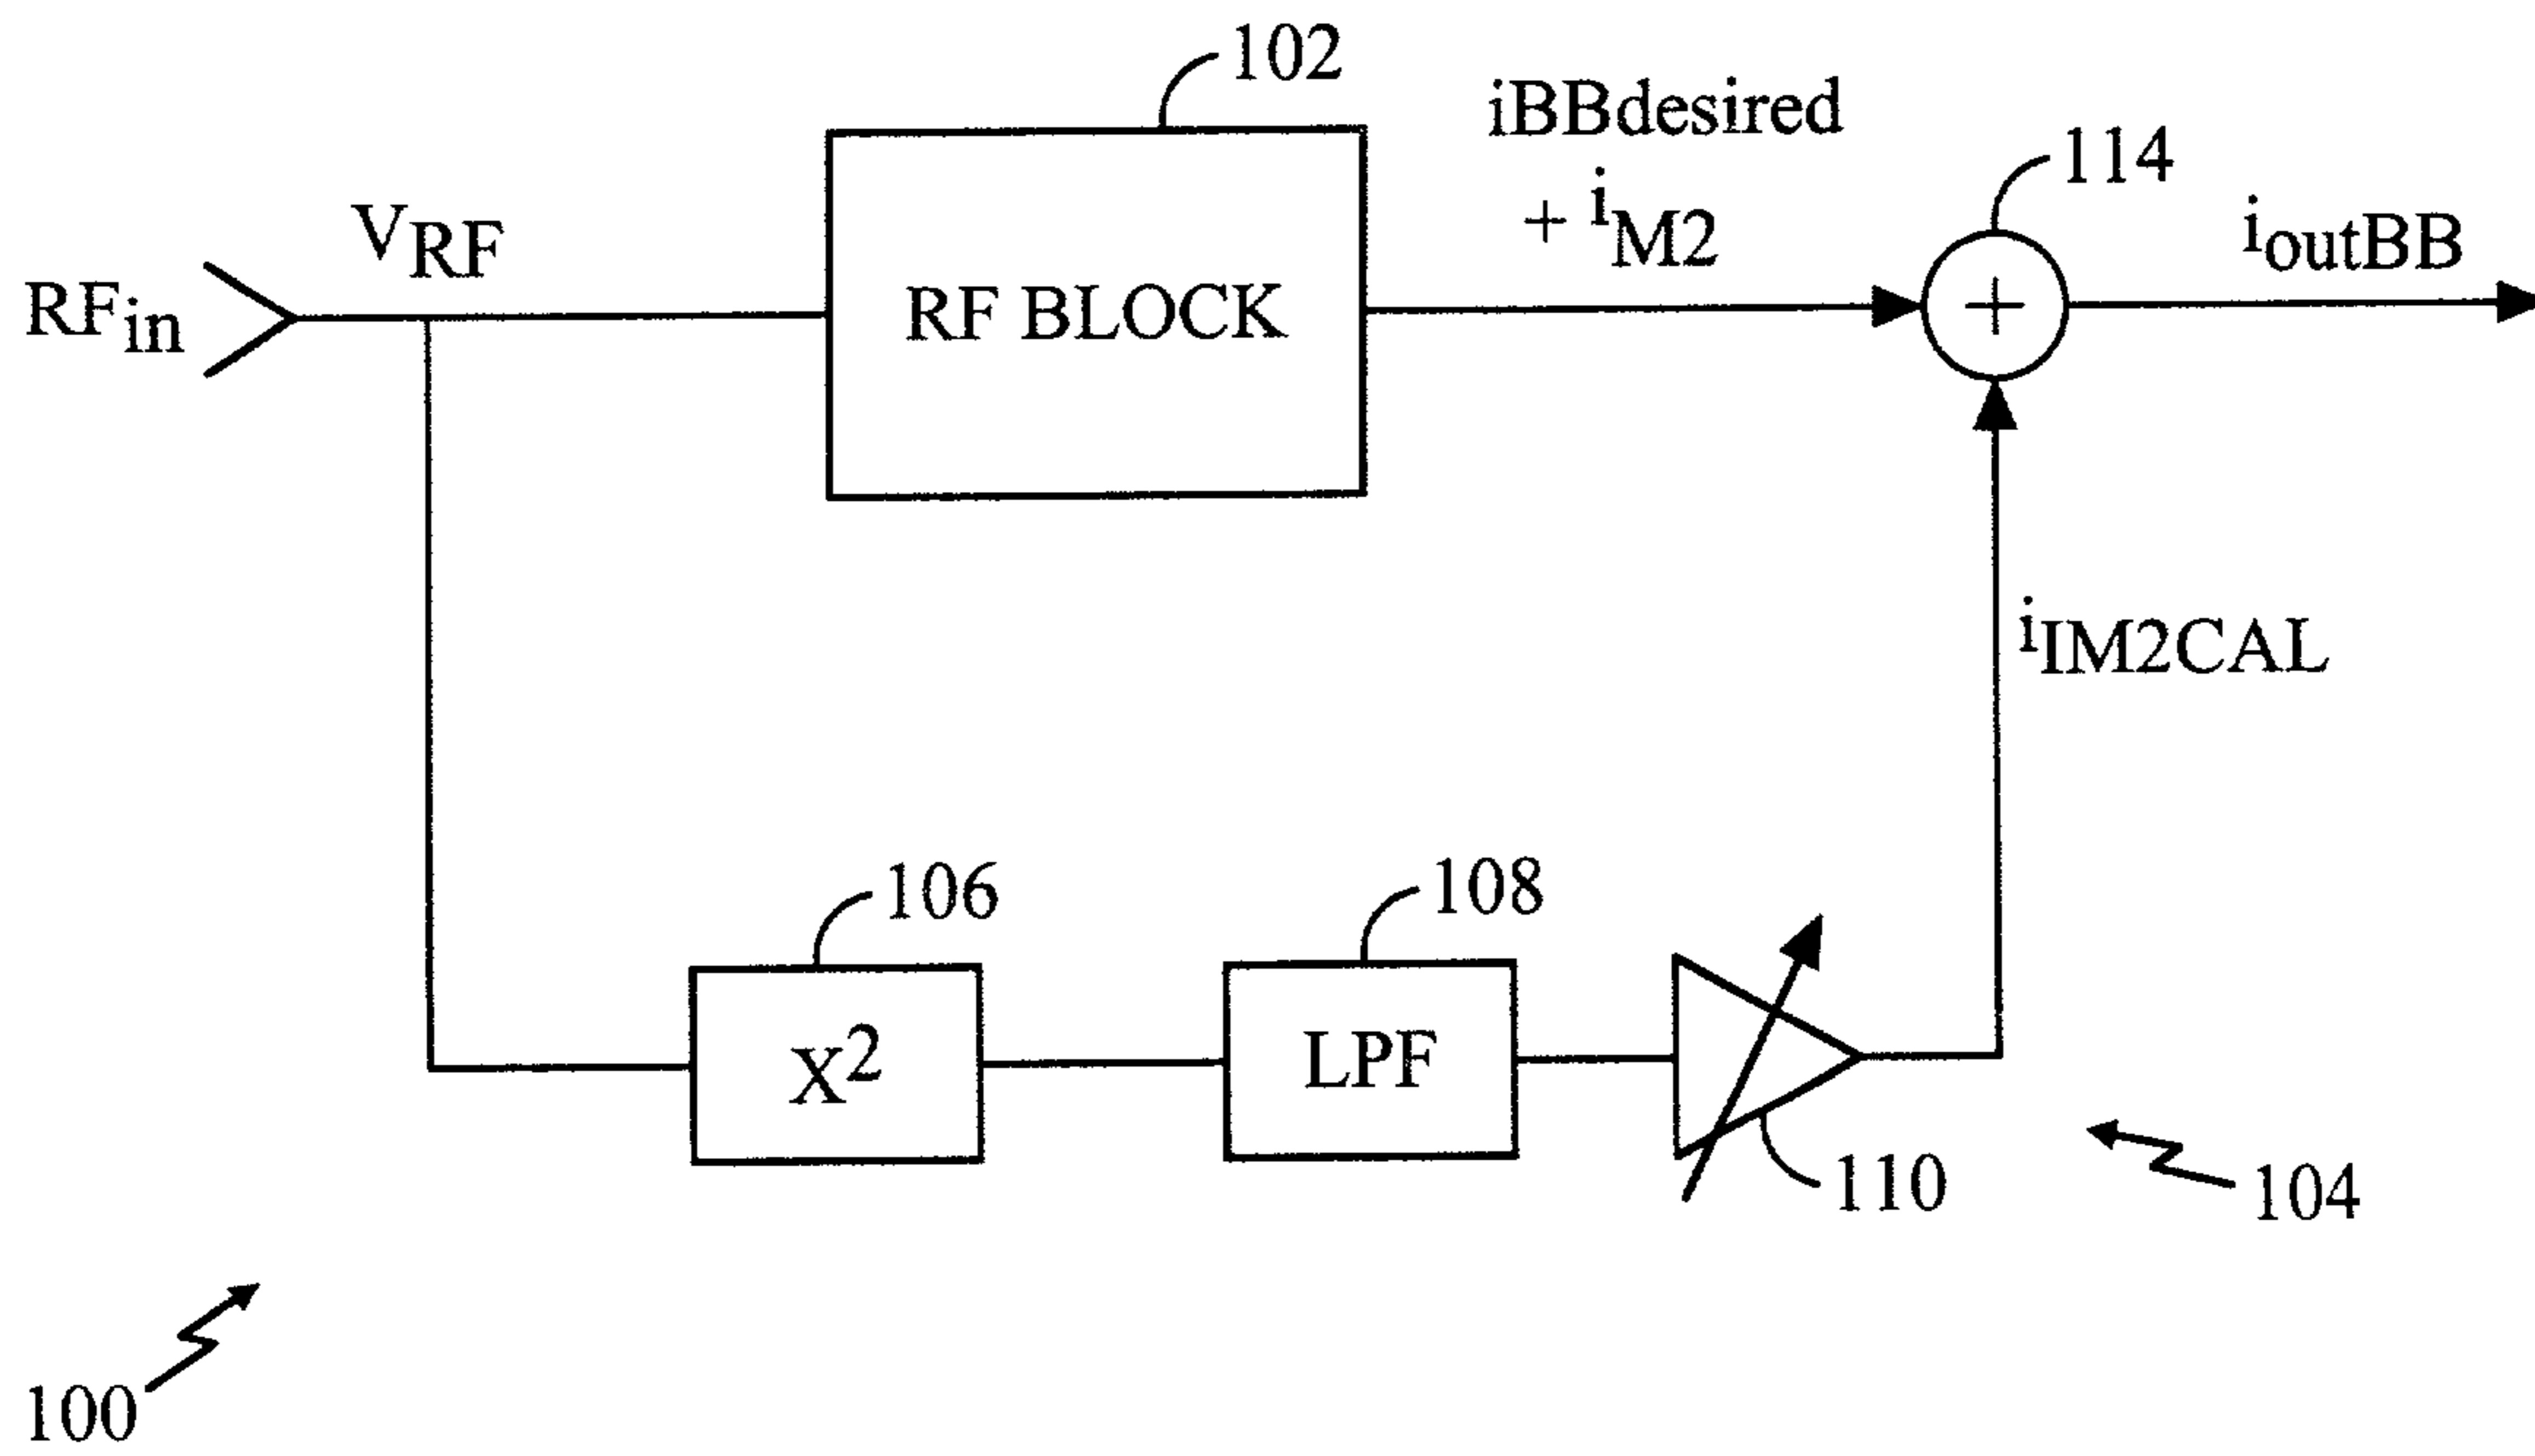 102
iBBdesired
+ iM2
114
VRF
RFin
RF BLOCK
+
ioutBB
iIM2CAL
106
108
X2
LPF
110
104
100